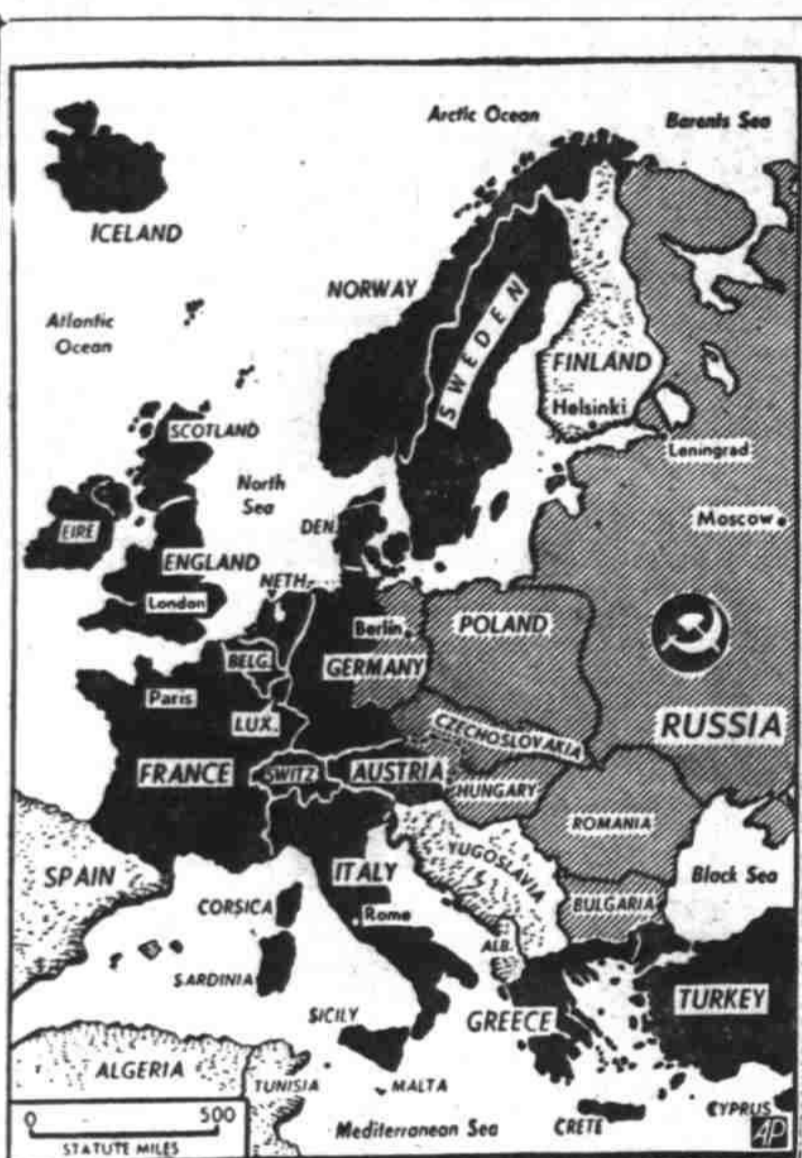 Arctic Ocean
Barents Sea
ICELAND
NORWAY
SWEDEN
Atlantic
Ocean
FINLAND
Helsinki
SCOTLAND
Leningrad
North
Sea
Moscow
EIRE
DEN.
ENGLAND
NETH.
London
Berlin
POLAND
BELG.
GERMANY
Paris
LUX.
CZECHOSLOVAKIA
RUSSIA
FRANCE
SWITZ
AUSTRIA
HUNGARY
ROMANIA
YUGOSLAVIA
SPAIN
ITALY
Black Sea
CORSICA
Rome
BULGARIA
ALB.
SARDINIA
SICILY
GREECE
TURKEY
ALGERIA
TUNISIA
MALTA
CRETE
CYPRUS
0 500
STATUTE MILES
Mediterranean Sea
AP